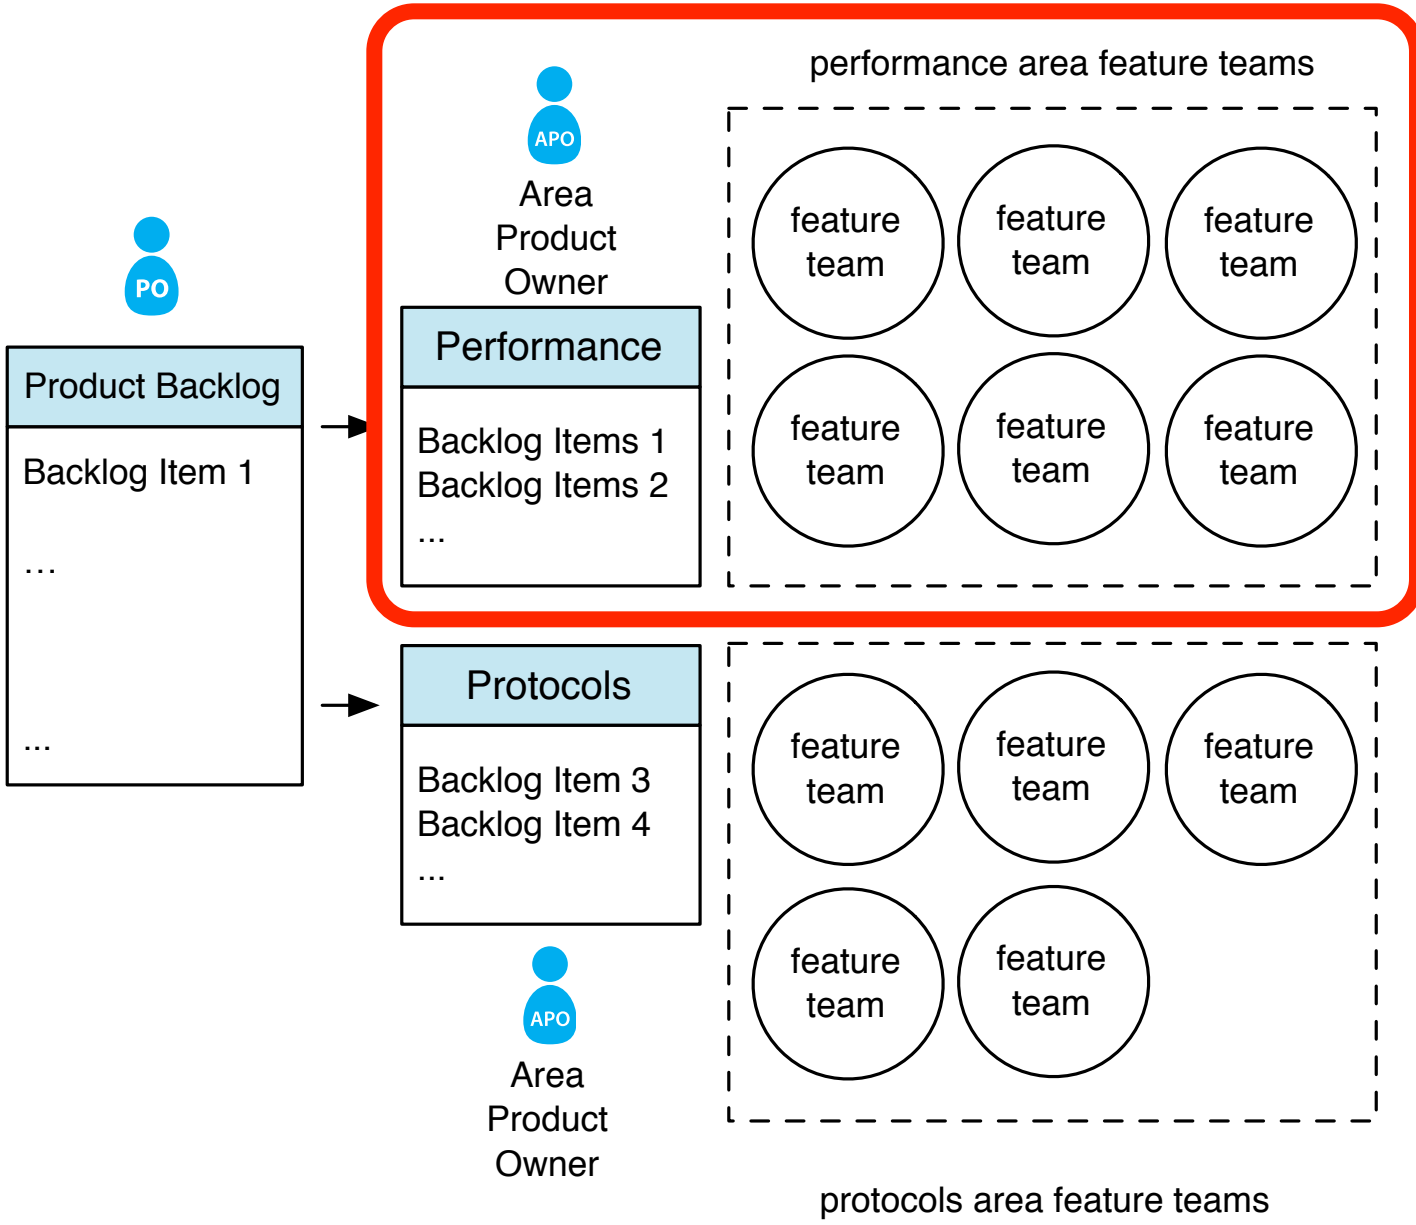 PO
Product Backlog
Backlog Item 1
...
...
APO
Area
Product
Owner
Performance
Backlog Items 1
Backlog Items 2
...
performance area feature teams
feature
team
feature
team
feature
team
feature
team
feature
team
feature
team
Protocols
Backlog Item 3
Backlog Item 4
...
APO
Area
Product
Owner
feature
team
feature
team
feature
team
feature
team
feature
team
protocols area feature teams